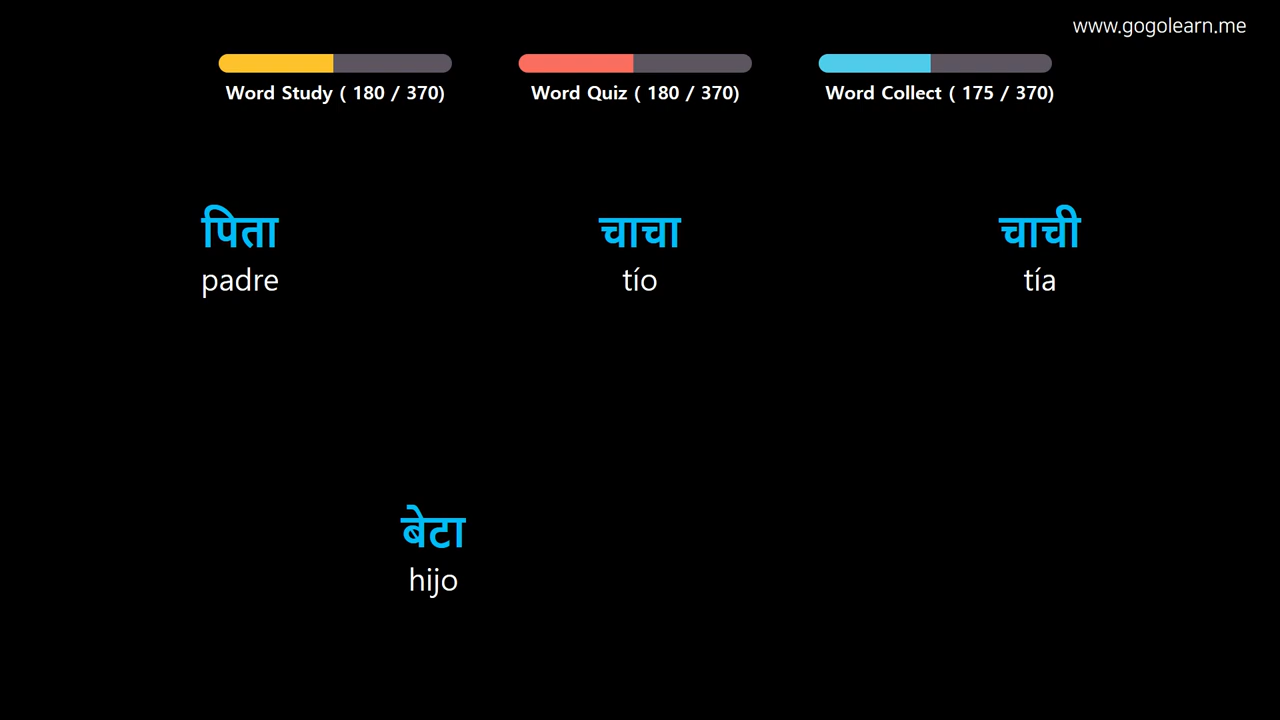 www.gogolearn.me
Word Study ( 180 / 370)
Word Quiz ( 180 / 370)
Word Collect ( 175 / 370)
पिता
padre
चाचा
tío
चाची
tía
बेटा
hijo